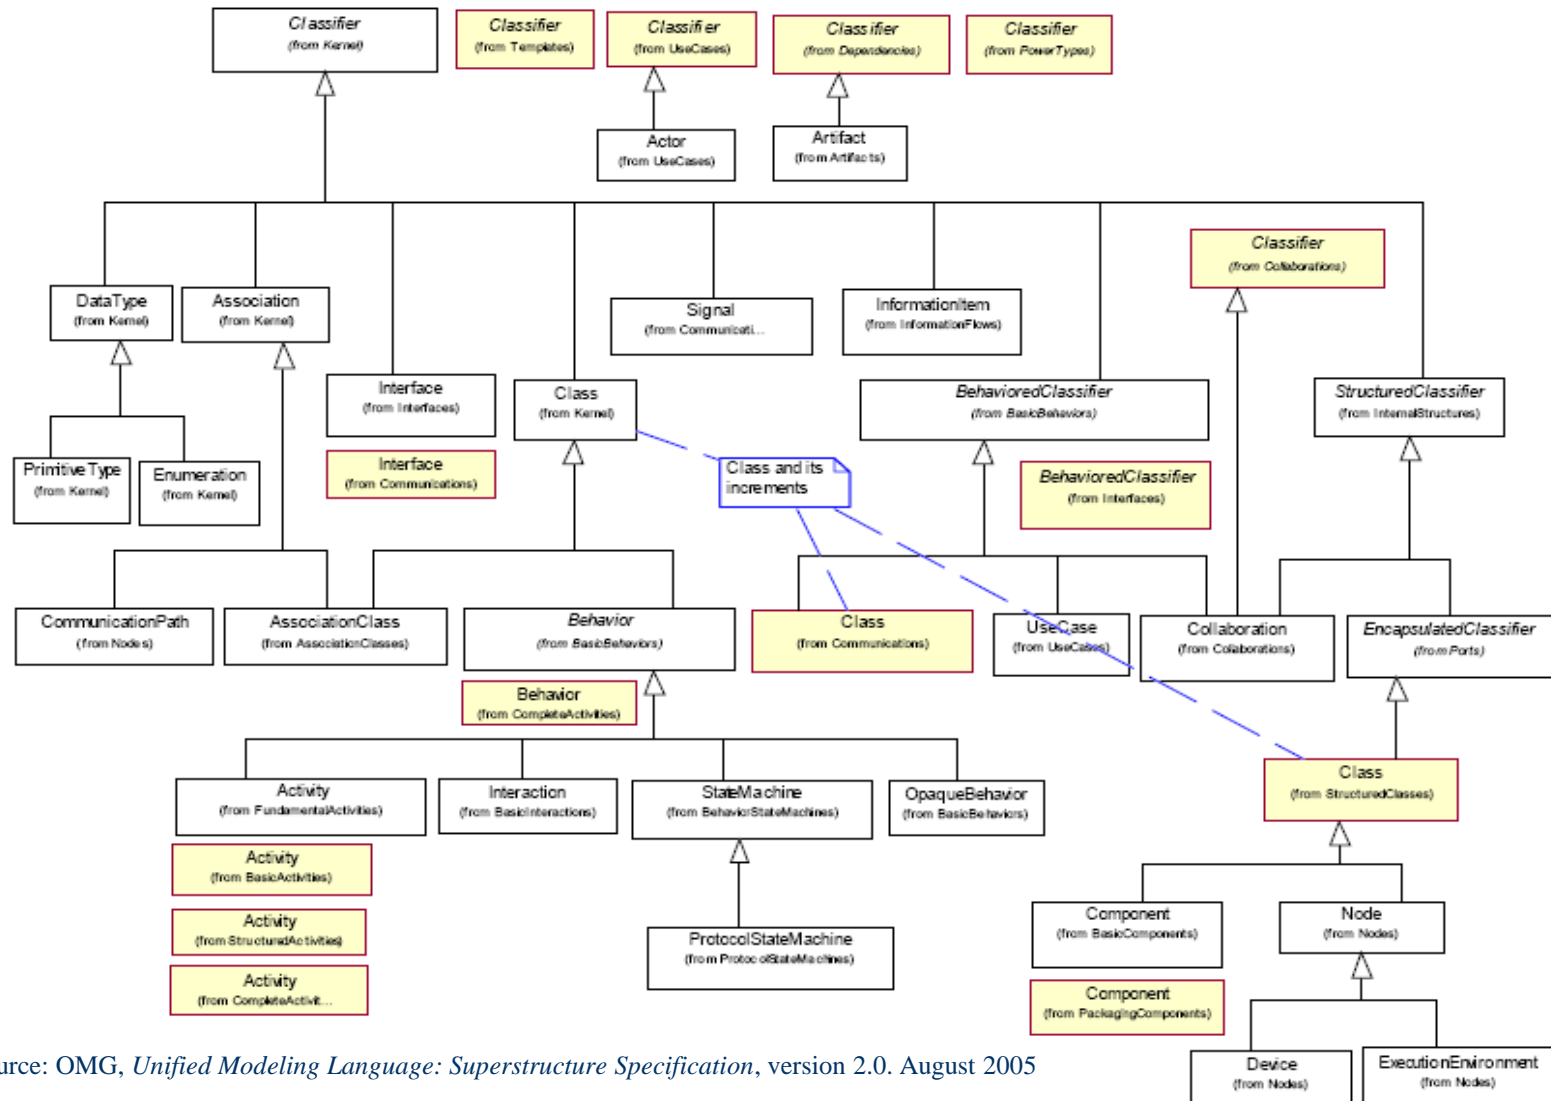 Classifier
(from Kernel)
Classifier
(from Templates)
Classifier
(from UseCases)
Classifier
(from Dependencies)
Classifier
(from PowerTypes)
Actor
(from UseCases)
Artifact
(from Artifacts)
Classifier
(from Collaborations)
DataType
(from Kernel)
Association
(from Kernel)
Signal
(from Communicati...
InformationItem
(from InformationFlows)
Interface
(from Interfaces)
Class
(from Kernel)
BehavioredClassifier
(from BasicBehaviors)
StructuredClassifier
(from InternalStructures)
PrimitiveType
(from Kernel)
Enumeration
(from Kernel)
Interface
(from Communications)
Class and its
increments
BehavioredClassifier
(from Interfaces)
CommunicationPath
(from Nodes)
AssociationClass
(from AssociationClasses)
Behavior
(from BasicBehaviors)
Class
(from Communications)
UseCase
(from UseCases)
Collaboration
(from Collaborations)
EncapsulatedClassifier
(from Ports)
Behavior
(from CompleteActivities)
Activity
(from FundamentalActivities)
Interaction
(from BasicInteractions)
StateMachine
(from BehaviorStateMachines)
OpaqueBehavior
(from BasicBehaviors)
Class
(from StructuredClasses)
Activity
(from BasicActivities)
Activity
(from StructuredActivities)
Activity
(from CompleteActivit...
ProtocolStateMachine
(from ProtocolStateMachines)
Component
(from BasicComponents)
Node
(from Nodes)
Component
(from PackagingComponents)
Device
(from Nodes)
ExecutionEnvironment
(from Nodes)
urce: OMG, Unified Modeling Language: Superstructure Specification, version 2.0. August 2005